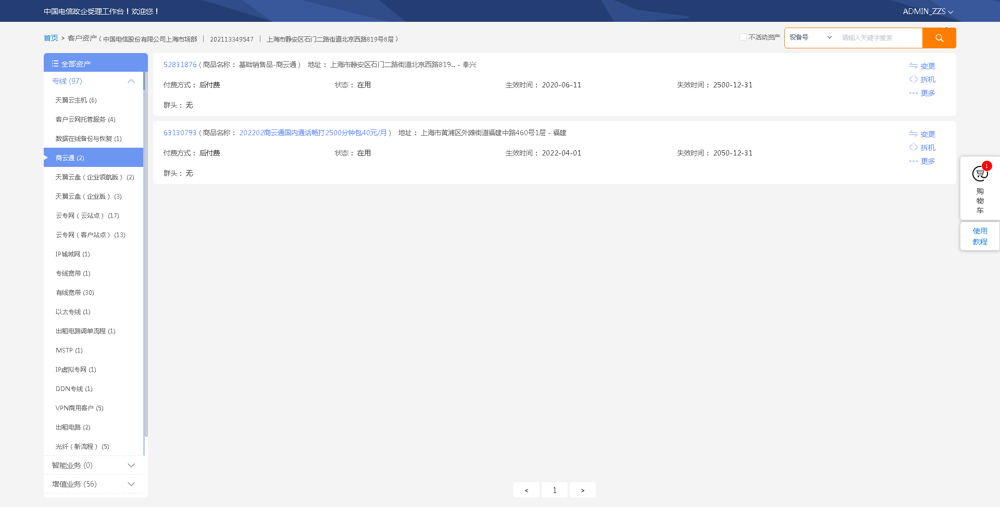 中国电信政企受理工作台！欢迎您！
ADMIN_ZZS
首页 > 客户资产 ( 中国电信股份有限公司上海市场部 | 202113349547 | 上海市静安区石门二路街道北京西路819号8层 )
不活动资产 设备号 请输入关键字搜索
全部资产
专线 (97)
天翼云主机 (6)
客户云网托管服务 (4)
数据在线备份与恢复 (1)
商云通 (2)
天翼云盘 ( 企业领航版 ) (2)
天翼云盘 ( 企业版 ) (3)
云专网 ( 云站点 ) (17)
云专网 ( 客户站点 ) (13)
IP城域网 (1)
专线宽带 (1)
有线宽带 (30)
以太专线 (1)
出租电路调单流程 (1)
MSTP (1)
IP虚拟专网 (1)
DDN专线 (1)
VPN商用客户 (5)
出租电路 (2)
光纤 ( 新流程 ) (5)
智能业务 (0)
增值业务 (56)
52831876 ( 商品名称： 基础销售品-商云通 ) 地址： 上海市静安区石门二路街道北京西路819.. - 泰兴
付费方式： 后付费 状态： 在用 生效时间： 2020-06-11 失效时间： 2500-12-31
群头： 无
变更
拆机
更多
63130793 ( 商品名称： 202202商云通国内通话畅打2500分钟包40元/月 ) 地址： 上海市黄浦区外滩街道福建中路460号1层 - 福建
付费方式： 后付费 状态： 在用 生效时间： 2022-04-01 失效时间： 2050-12-31
群头： 无
变更
拆机
更多
1
购
物
车
使用
教程
< 1 >